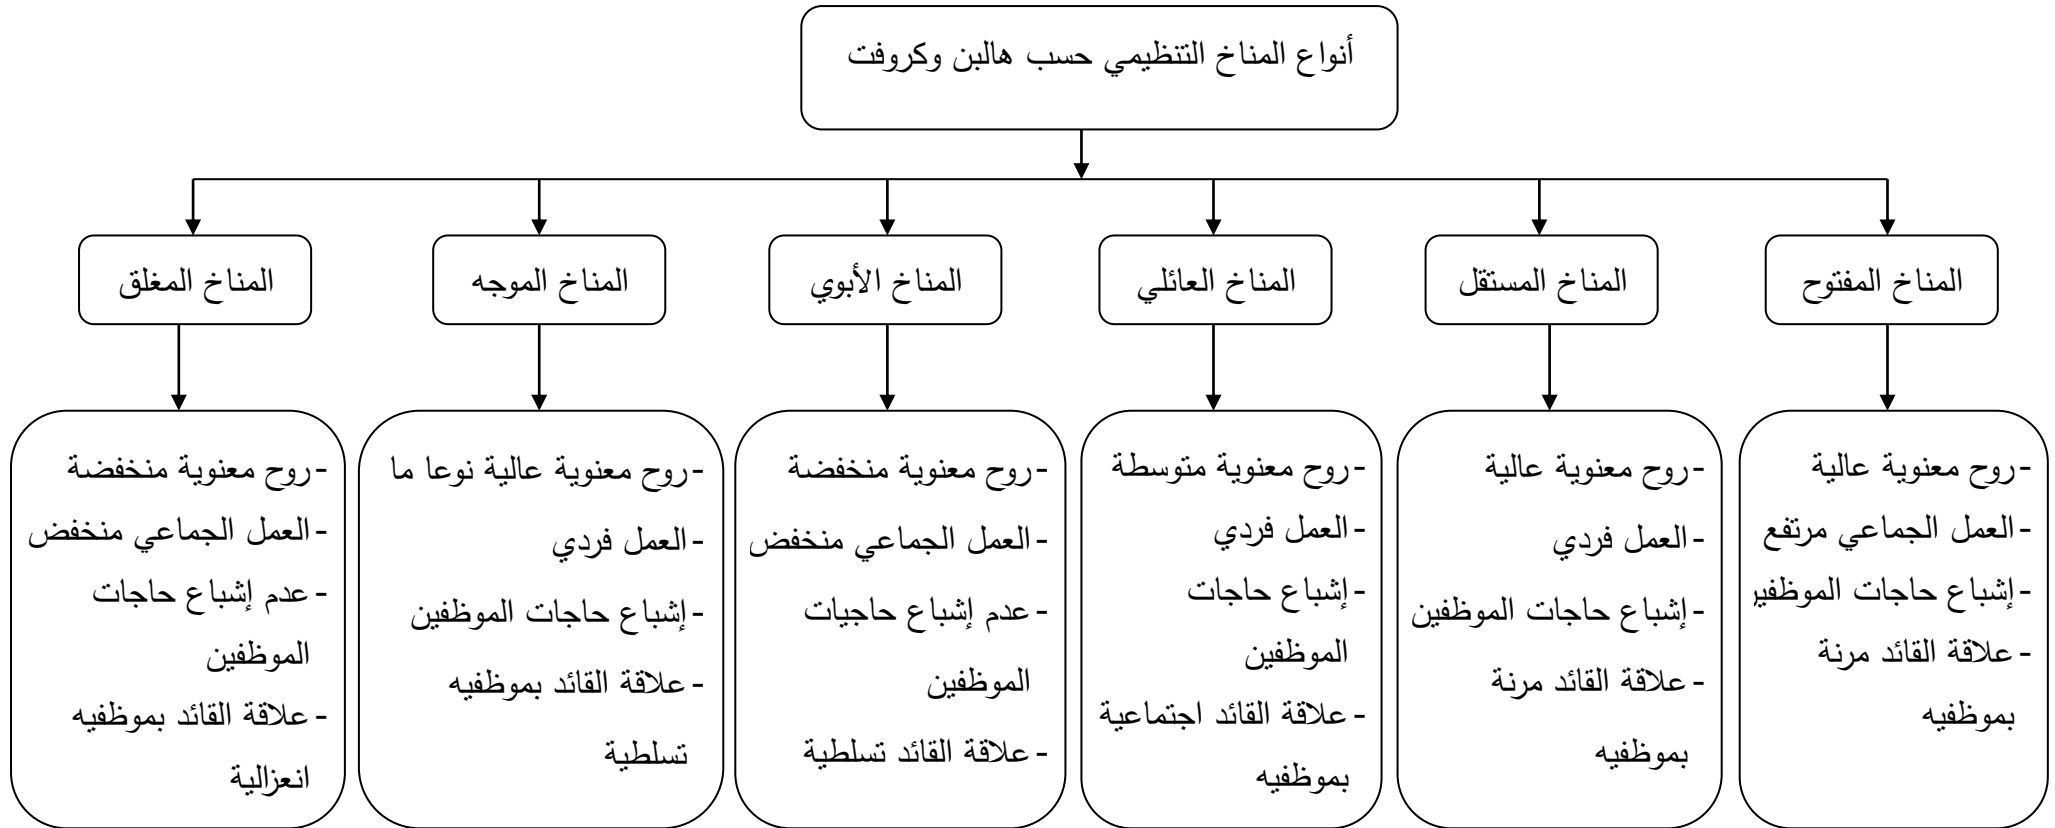 أنواع المناخ التنظيمي حسب هالبن وكروفت
المناخ المفتوح
المناخ المستقل
المناخ العائلي
المناخ الأبوي
المناخ الموجه
المناخ المغلق
-روح معنوية عالية
-العمل الجماعي مرتفع
-إشباع حاجات الموظفين
- علاقة القائد مرنة
بموظفيه
-روح معنوية عالية
-العمل فردي
-إشباع حاجات الموظفين
- علاقة القائد مرنة
بموظفيه
-روح معنوية متوسطة
-العمل فردي
-إشباع حاجات
الموظفين
- علاقة القائد اجتماعية
بموظفيه
-روح معنوية منخفضة
-العمل الجماعي منخفض
- عدم إشباع حاجيات
الموظفين
- علاقة القائد تسلطية
-روح معنوية عالية نوعا ما
-العمل فردي
-إشباع حاجات الموظفين
- علاقة القائد بموظفيه
تسلطية
-روح معنوية منخفضة
-العمل الجماعي منخفض
- عدم إشباع حاجات
الموظفين
- علاقة القائد بموظفيه
انعزالية